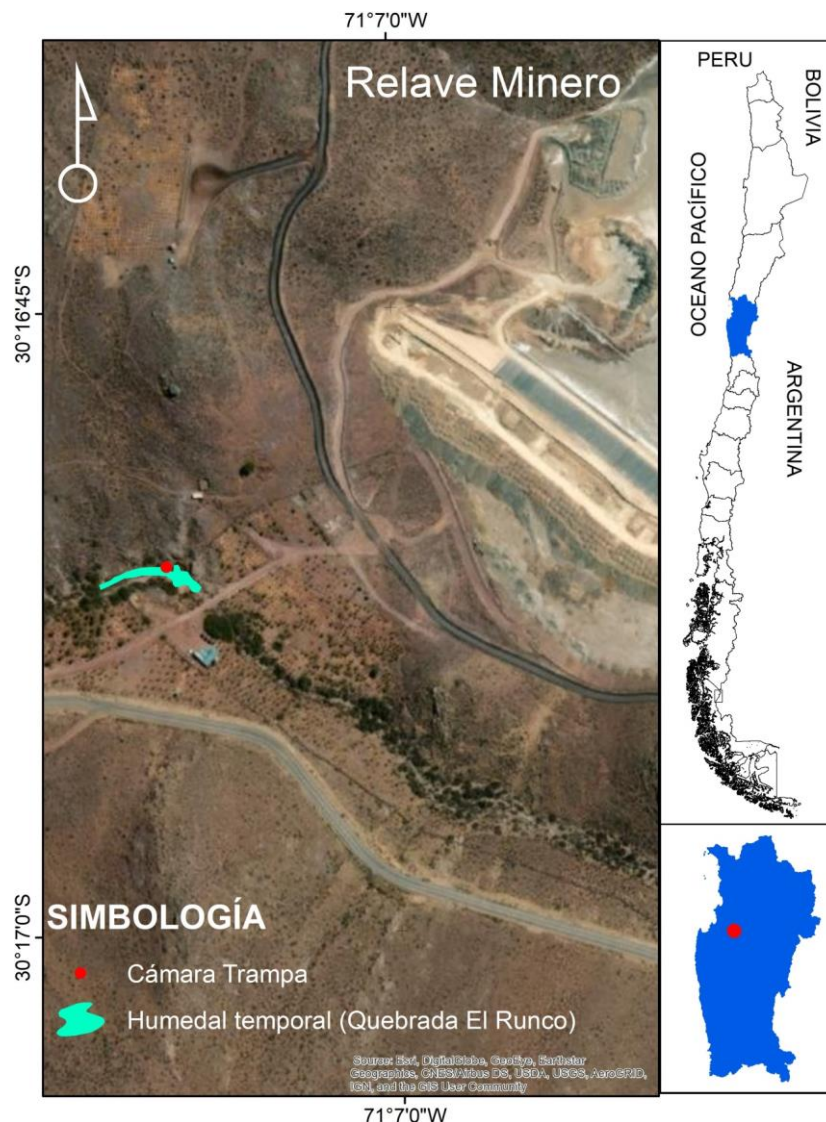 71°7'0"W
Relave Minero
30°16'45"S
30°17'0"S
SIMBOLOGÍA
Cámara Trampa
Humedal temporal (Quebrada El Runco)
Source: Esri, DigitalGlobe, GeoEye, Earthstar
Geographics, CNES/Airbus DS, USDA, USGS, AeroGRID,
IGN, and the GIS User Community
71°7'0"W
PERU
BOLIVIA
OCEANO PACÍFICO
ARGENTINA